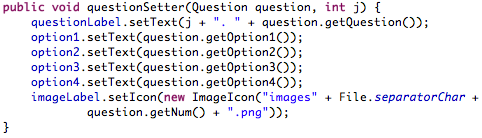 public void questionSetter(Question question, int j) {
questionLabel.setText(j + ". " + question.getQuestion());
option1.setText(question.getOption1());
option2.setText(question.getOption2());
option3.setText(question.getOption3());
option4.setText(question.getOption4());
imageLabel.setIcon(new ImageIcon("images" + File.separatorChar +
question.getNum() + ".png"));
}